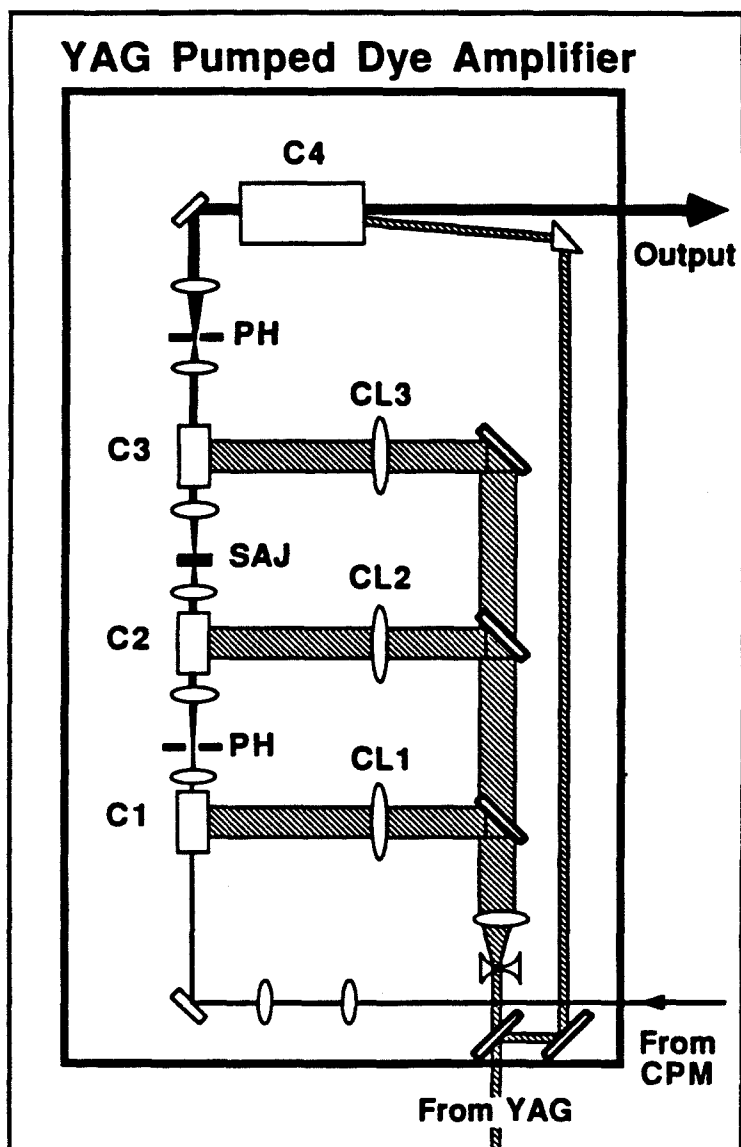 YAG Pumped Dye Amplifier
C4
Output
PH
CL3
C3
SAJ
CL2
C2
PH
CL1
C1
From
CPM
From YAG